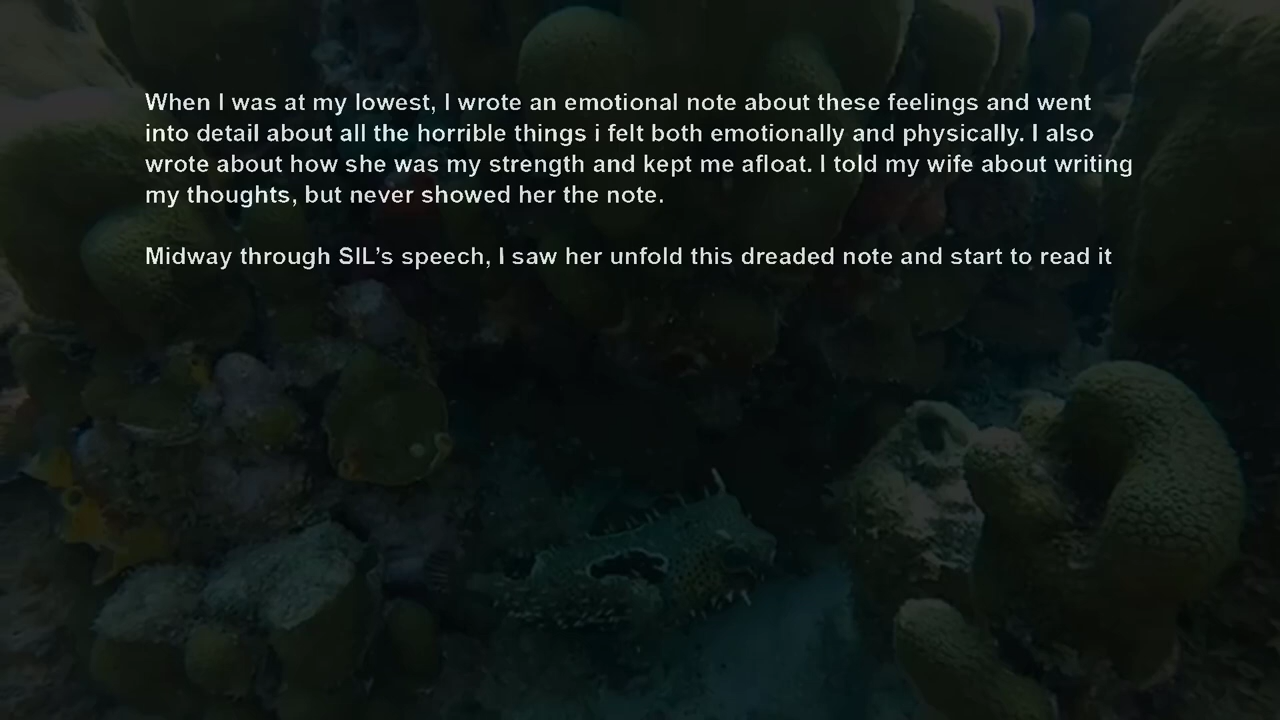 When I was at my lowest, I wrote an emotional note about these feelings and went
into detail about all the horrible things i felt both emotionally and physically. I also
wrote about how she was my strength and kept me afloat. I told my wife about writing
my thoughts, but never showed her the note.
Midway through SIL’s speech, I saw her unfold this dreaded note and start to read it